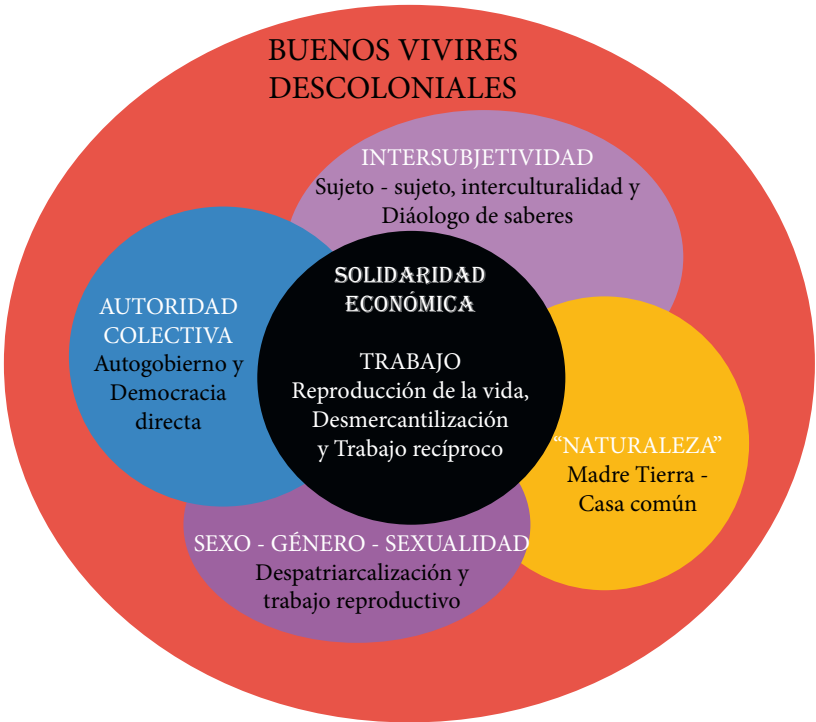 BUENOS VIVIRES
DESCOLONIALES
INTERSUBJETIVIDAD
Sujeto - sujeto, interculturalidad y
Diáologo de saberes
AUTORIDAD
COLECTIVA
Autogobierno y
Democracia
directa
SOLIDARIDAD
ECONÓMICA
TRABAJO
Reproducción de la vida,
Desmercantilización
y Trabajo recíproco
“NATURALEZA”
Madre Tierra -
Casa común
SEXO - GÉNERO - SEXUALIDAD
Despatriarcalización y
trabajo reproductivo